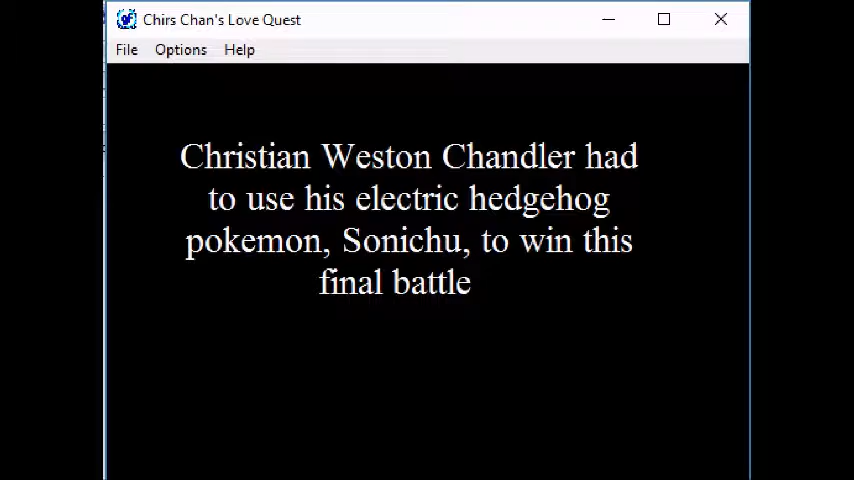 Chirs Chan's Love Quest
File Options Help
Christian Weston Chandler had
to use his electric hedgehog
pokemon, Sonichu, to win this
final battle